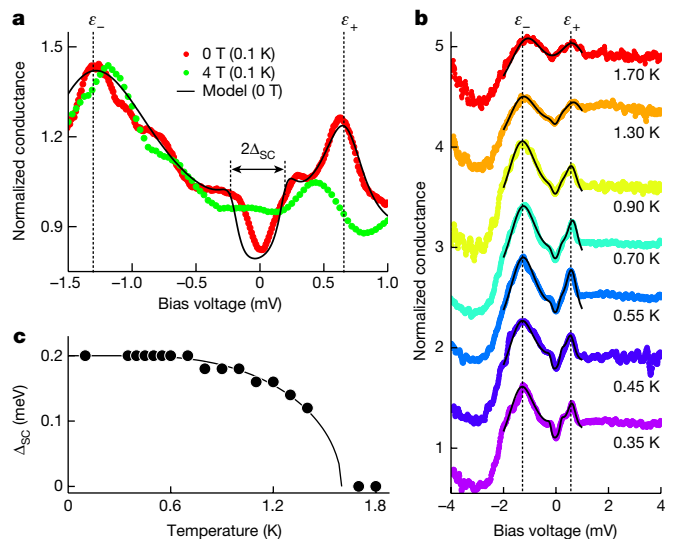 a
ε₋
ε₊
1.5
1.2
0.9
Normalized conductance
0 T (0.1 K)
4 T (0.1 K)
Model (0 T)
2Δ_SC
−1.5
−1.0
−0.5
0
0.5
1.0
Bias voltage (mV)
b
ε₋
ε₊
5
4
3
2
1
Normalized conductance
1.70 K
1.30 K
0.90 K
0.70 K
0.55 K
0.45 K
0.35 K
−4
−2
0
2
4
Bias voltage (mV)
c
0.2
0.1
0
Δ_SC (meV)
0
0.6
1.2
1.8
Temperature (K)